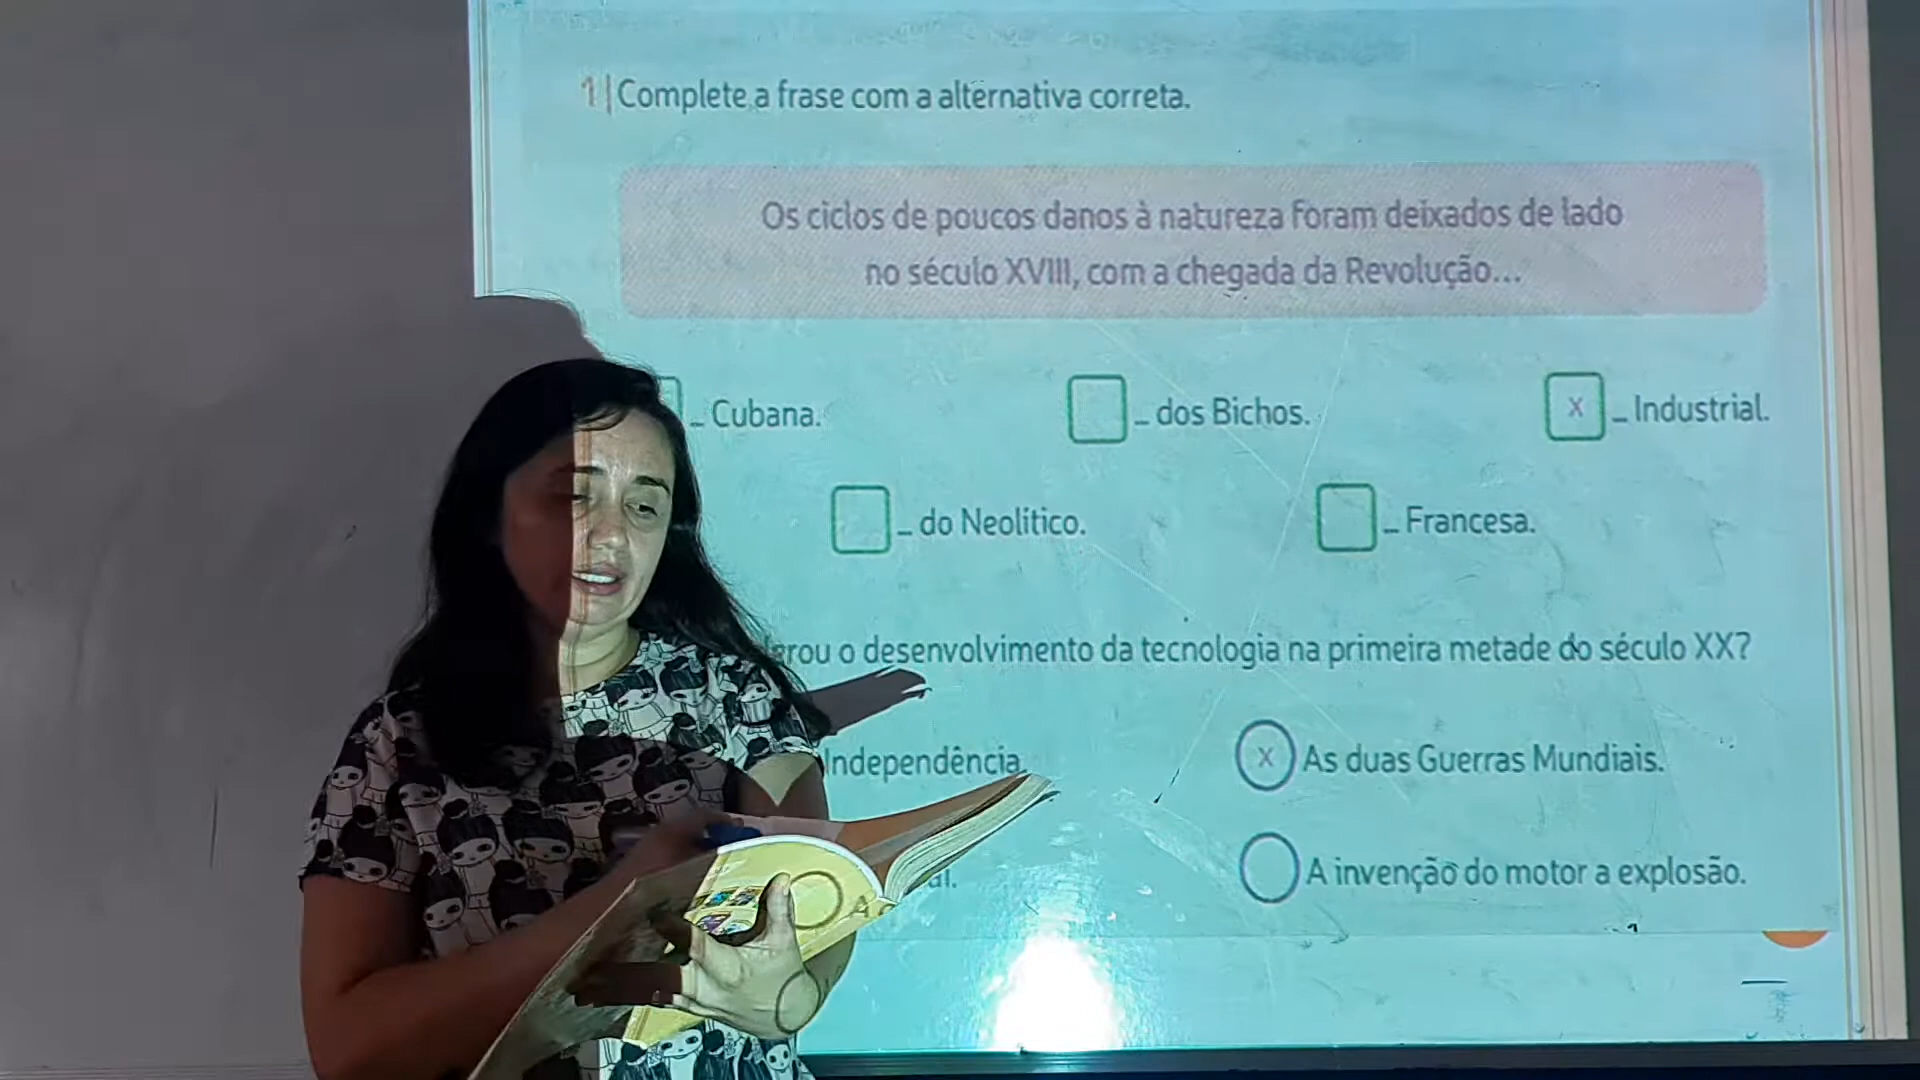 1 | Complete a frase com a alternativa correta.
Os ciclos de poucos danos à natureza foram deixados de lado
no século XVIII, com a chegada da Revolução...
... Cubana.
... dos Bichos.
X ... Industrial.
... do Neolítico.
... Francesa.
o desenvolvimento da tecnologia na primeira metade do século XX?
Independência.
X As duas Guerras Mundiais.
A invenção do motor a explosão.